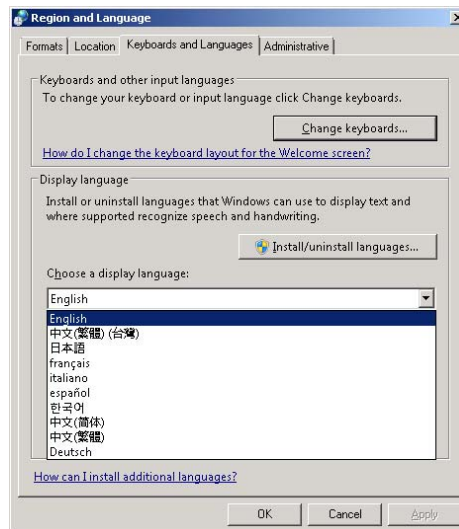 Region and Language
Formats Location Keyboards and Languages Administrative
Keyboards and other input languages
To change your keyboard or input language click Change keyboards.
Change keyboards...
How do I change the keyboard layout for the Welcome screen?
Display language
Install or uninstall languages that Windows can use to display text and
where supported recognize speech and handwriting.
Install/uninstall languages...
Choose a display language:
English
English
中文(繁體) (台灣)
日本語
français
italiano
español
한국어
中文(简体)
中文(繁體)
Deutsch
How can I install additional languages?
OK Cancel Apply